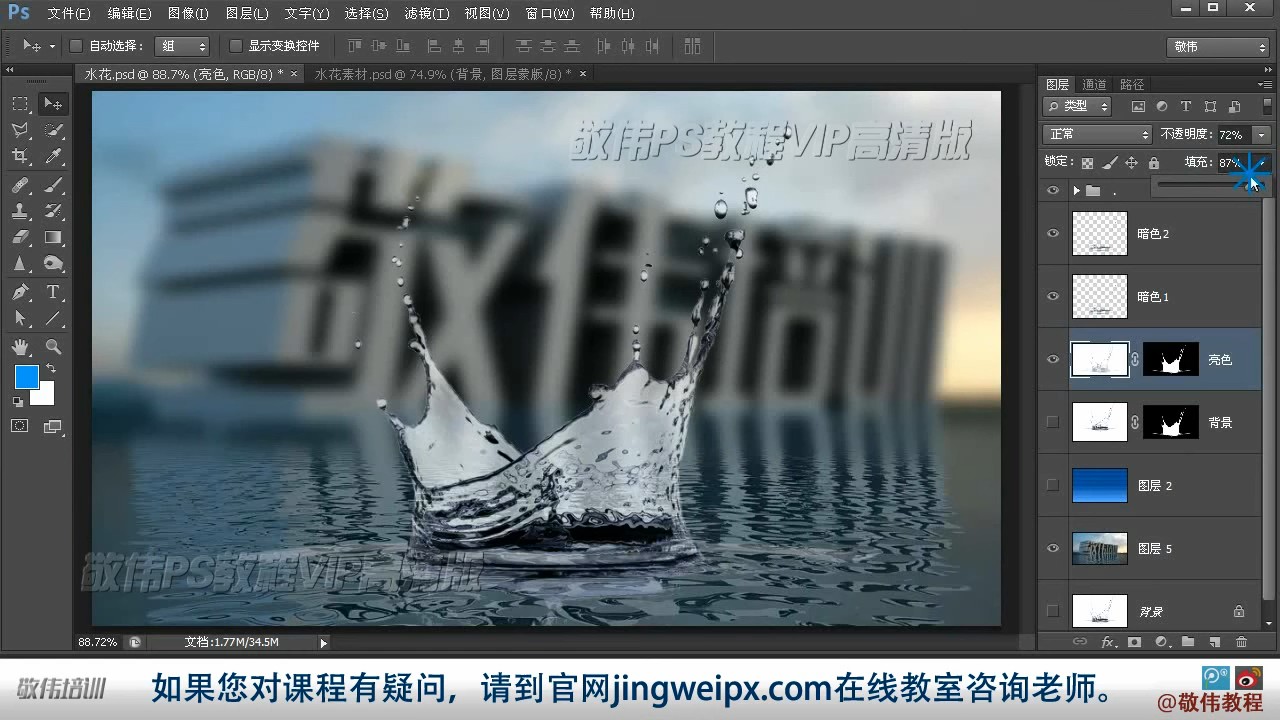 Ps 文件(F) 编辑(E) 图像(I) 图层(L) 文字(Y) 选择(S) 滤镜(T) 视图(V) 窗口(W) 帮助(H)
自动选择: 组 显示变换控件 敬伟
水花.psd @ 88.7% (亮色, RGB/8) * × 水花素材.psd @ 74.9% (背景, 图层蒙版/8) * ×
图层 通道 路径
类型
正常 不透明度: 72%
锁定: 填充: 87%
敬伟PS教程VIP高清版
暗色2
暗色1
亮色
背景
图层 2
图层 5
背景
敬伟PS教程VIP高清版
88.72% 文档:1.77M/34.5M
fx
敬伟培训 如果您对课程有疑问，请到官网jingweipx.com在线教室咨询老师。
@敬伟教程